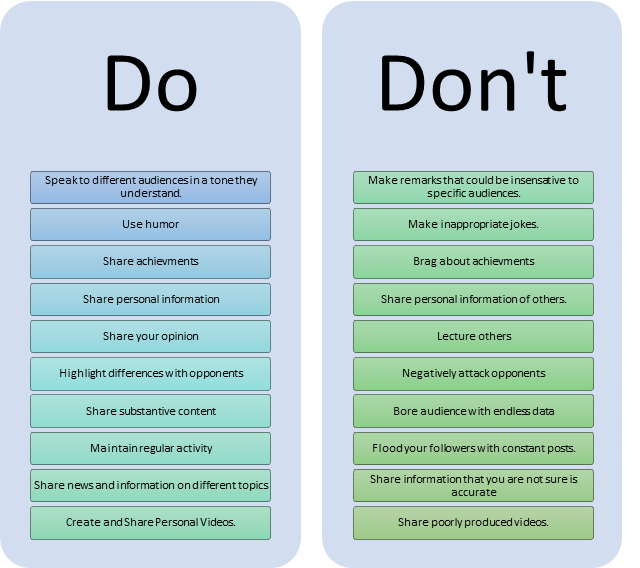 Do
Speak to different audiences in a tone they
understand.
Use humor
Share achievments
Share personal information
Share your opinion
Highlight differences with opponents
Share substantive content
Maintain regular activity
Share news and information on different topics
Create and Share Personal Videos.
Don't
Make remarks that could be insensative to
specific audiences.
Make inappropriate jokes.
Brag about achievments
Share personal information of others.
Lecture others
Negatively attack opponents
Bore audience with endless data
Flood your followers with constant posts.
Share information that you are not sure is
accurate
Share poorly produced videos.